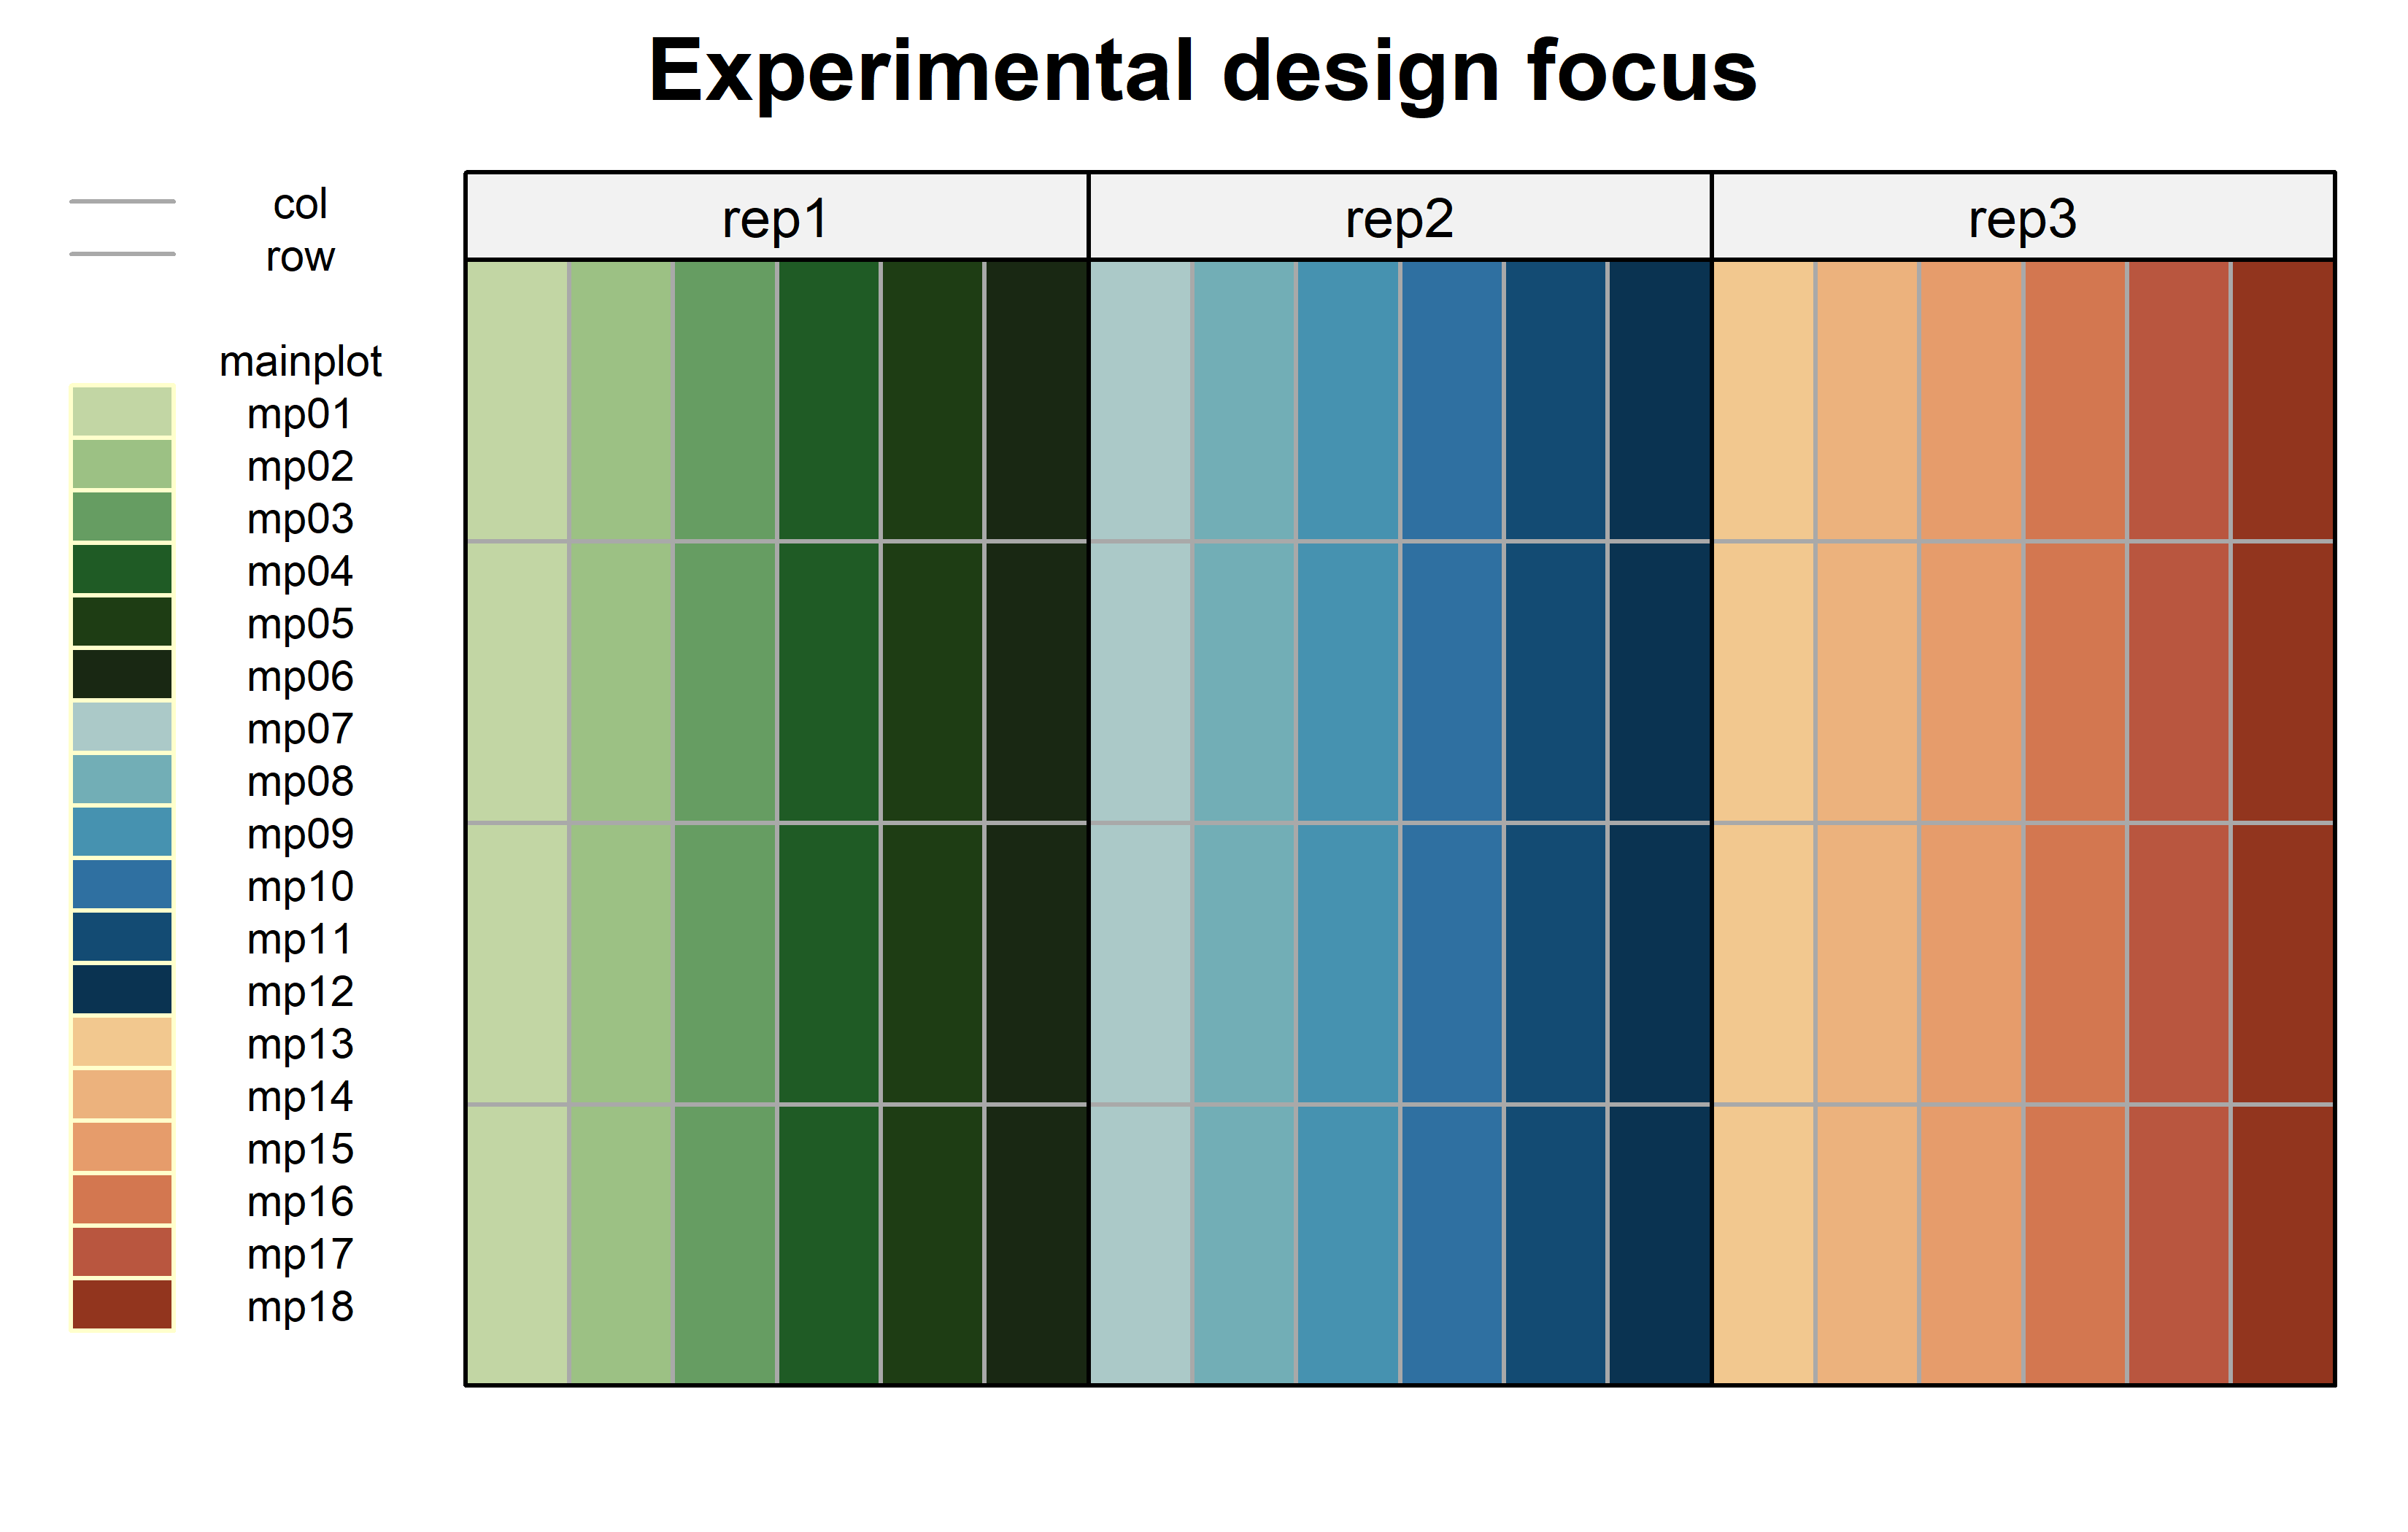 Experimental design focus
col
row
mainplot
mp01
mp02
mp03
mp04
mp05
mp06
mp07
mp08
mp09
mp10
mp11
mp12
mp13
mp14
mp15
mp16
mp17
mp18
rep1 rep2 rep3